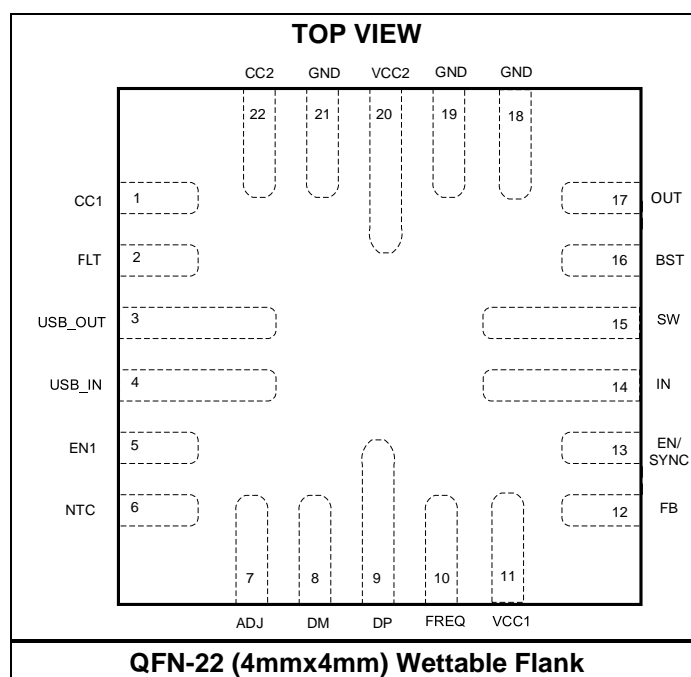 TOP VIEW
CC2 GND VCC2 GND GND
22 21 20 19 18
CC1 1 17 OUT
FLT 2 16 BST
USB_OUT 3 15 SW
USB_IN 4 14 IN
EN1 5 13 EN/
SYNC
NTC 6 12 FB
7 8 9 10 11
ADJ DM DP FREQ VCC1
QFN-22 (4mmx4mm) Wettable Flank